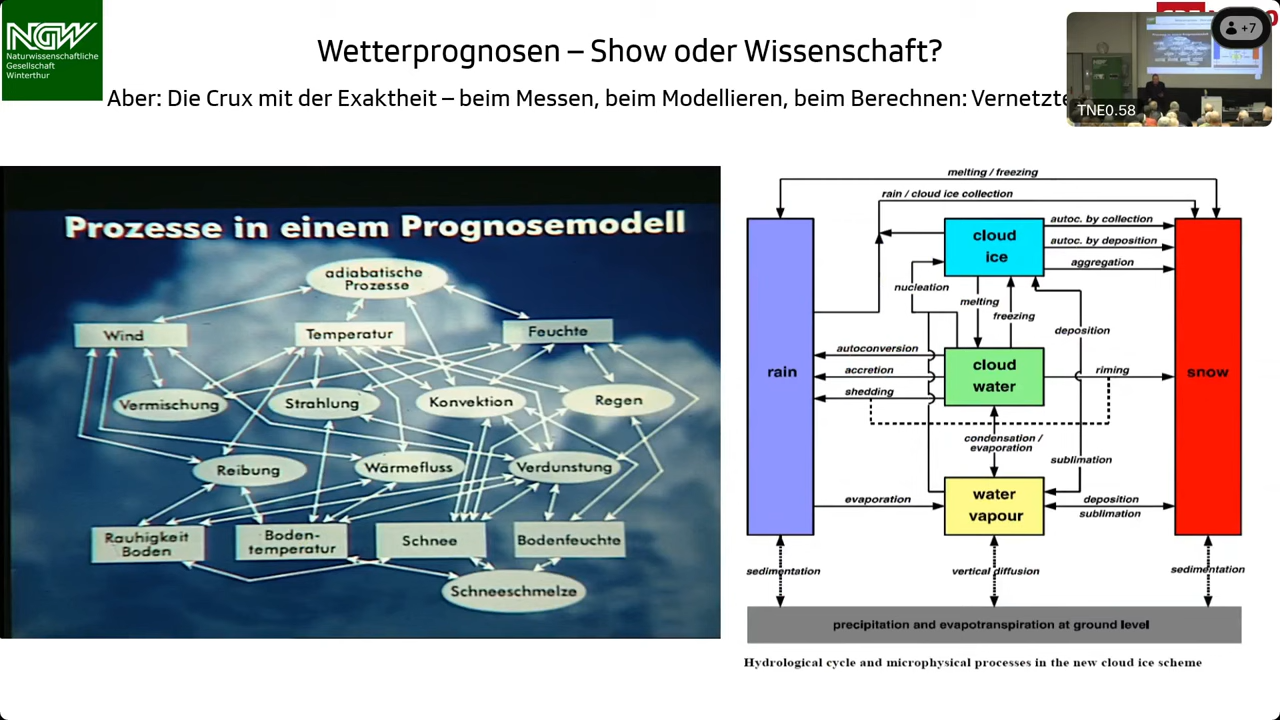 NGW
Naturwissenschaftliche
Gesellschaft
Winterthur
Wetterprognosen – Show oder Wissenschaft?
Aber: Die Crux mit der Exaktheit – beim Messen, beim Modellieren, beim Berechnen: Vernetzte
+7
TNE0.58
Prozesse in einem Prognosemodell
adiabatische
Prozesse
Wind
Temperatur
Feuchte
Vermischung
Strahlung
Konvektion
Regen
Reibung
Wärmefluss
Verdunstung
Rauhigkeit
Boden
Boden-
temperatur
Schnee
Bodenfeuchte
Schneeschmelze
melting / freezing
rain / cloud ice collection
cloud
ice
autoc. by collection
autoc. by deposition
aggregation
nucleation
melting
freezing
deposition
autoconversion
accretion
shedding
rain
cloud
water
riming
snow
condensation /
evaporation
sublimation
evaporation
water
vapour
deposition
sublimation
sedimentation
vertical diffusion
sedimentation
precipitation and evapotranspiration at ground level
Hydrological cycle and microphysical processes in the new cloud ice scheme